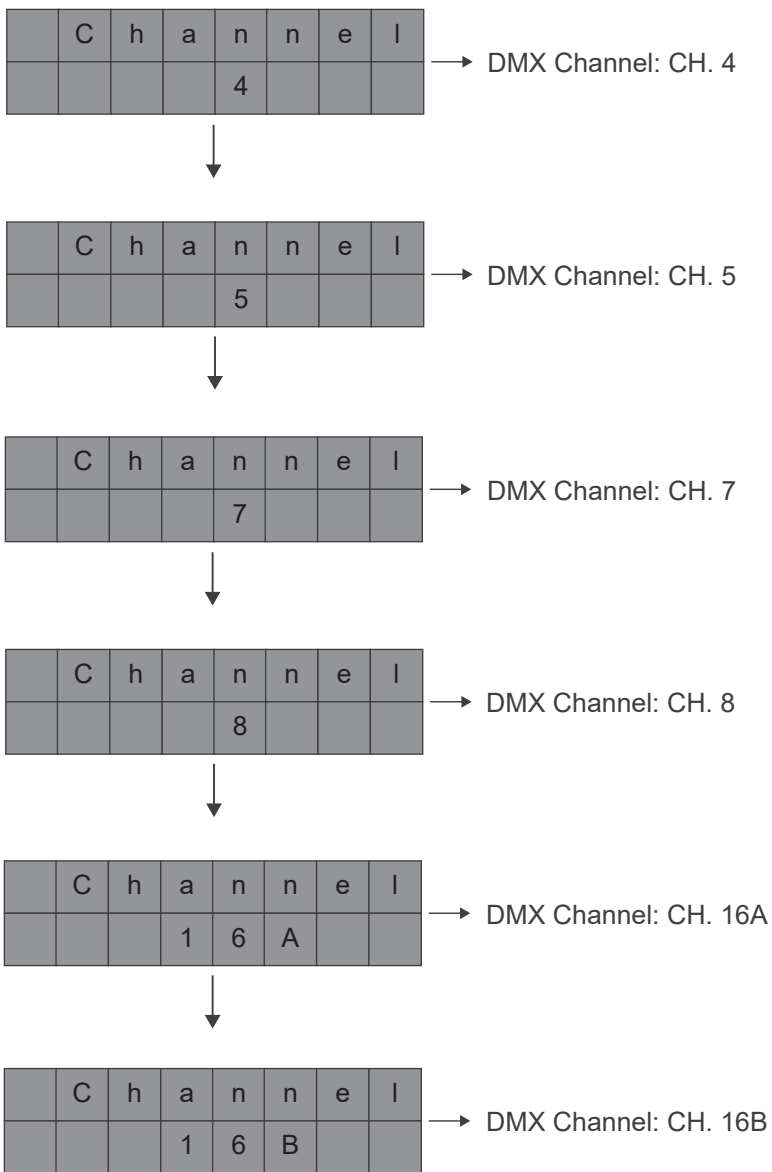 Channel
4
DMX Channel: CH. 4
Channel
5
DMX Channel: CH. 5
Channel
7
DMX Channel: CH. 7
Channel
8
DMX Channel: CH. 8
Channel
16A
DMX Channel: CH. 16A
Channel
16B
DMX Channel: CH. 16B